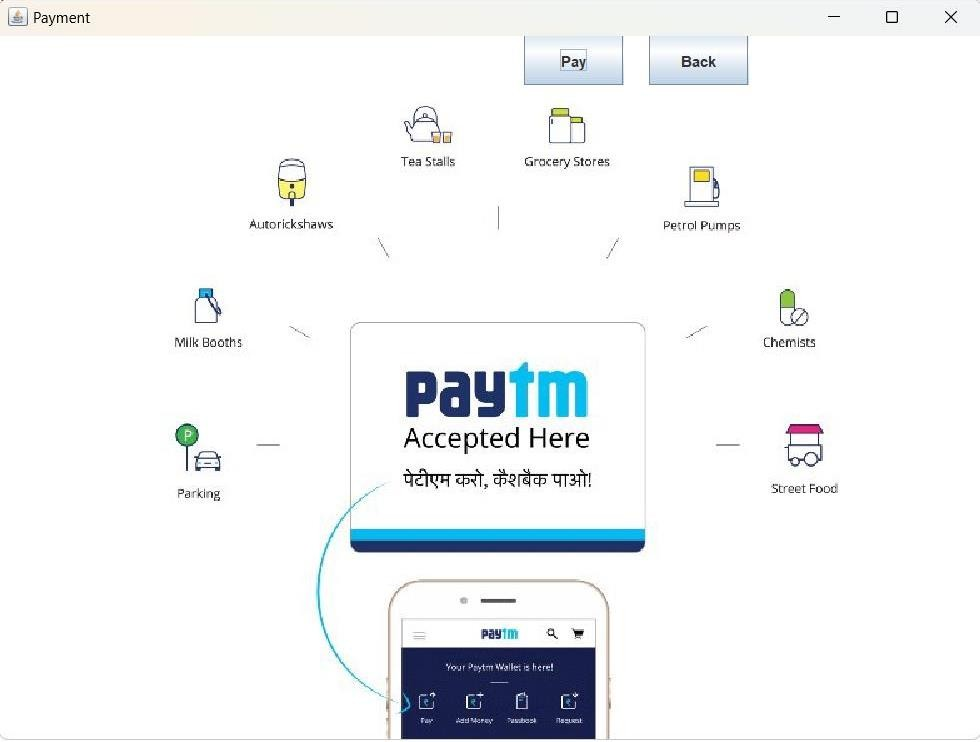 Payment
Pay
Back
Tea Stalls
Grocery Stores
Autorickshaws
Petrol Pumps
Milk Booths
Chemists
paytm
Accepted Here
पेटीएम करो, कैशबैक पाओ!
Parking
P
Street Food
paytm
Your Paytm Wallet is here!
Pay
Add Money
Passbook
Request